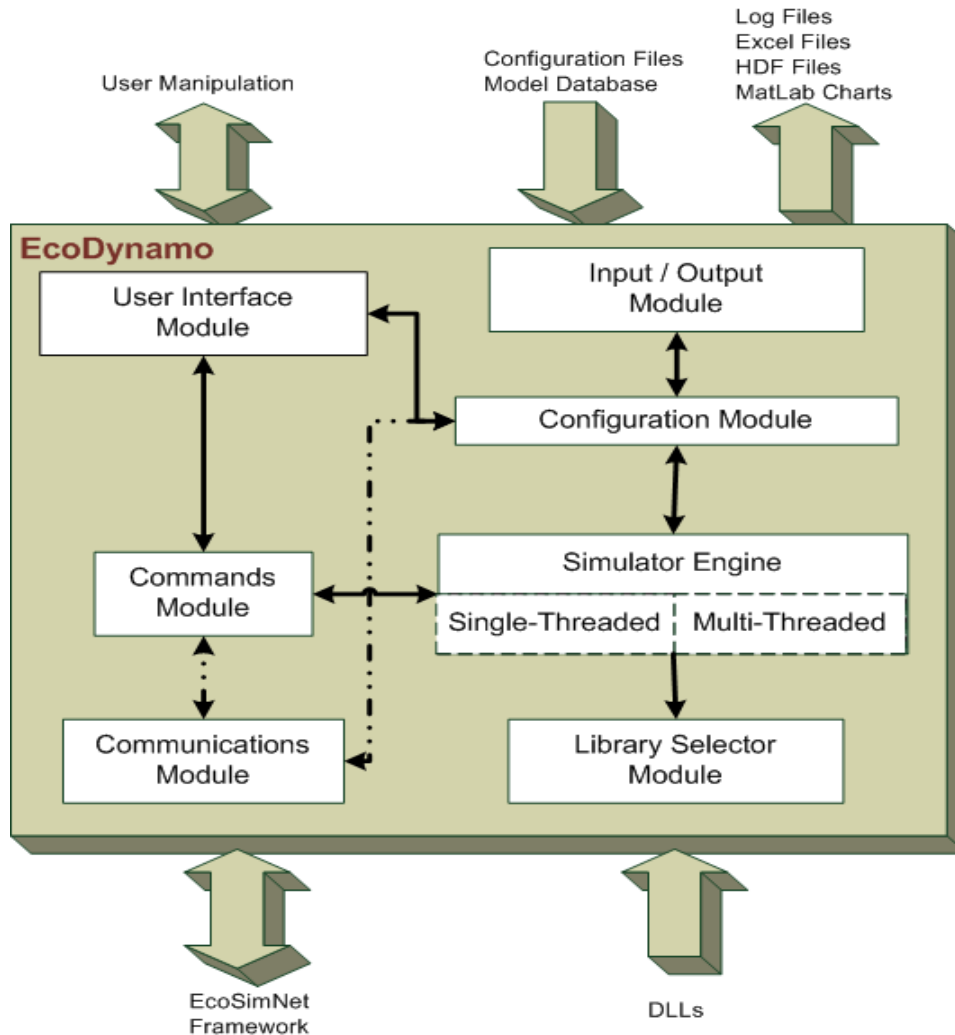 User Manipulation
Configuration Files
Model Database
Log Files
Excel Files
HDF Files
MatLab Charts
EcoDynamo
User Interface
Module
Input / Output
Module
Configuration Module
Commands
Module
Simulator Engine
Single-Threaded
Multi-Threaded
Communications
Module
Library Selector
Module
EcoSimNet
Framework
DLLs